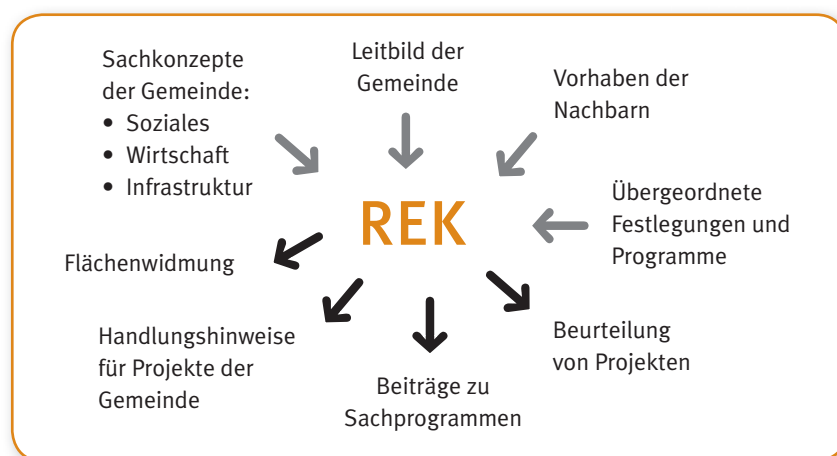 Sachkonzepte
der Gemeinde:
• Soziales
• Wirtschaft
• Infrastruktur
Leitbild der
Gemeinde
Vorhaben der
Nachbarn
Übergeordnete
Festlegungen und
Programme
REK
Flächenwidmung
Handlungshinweise
für Projekte der
Gemeinde
Beiträge zu
Sachprogrammen
Beurteilung
von Projekten